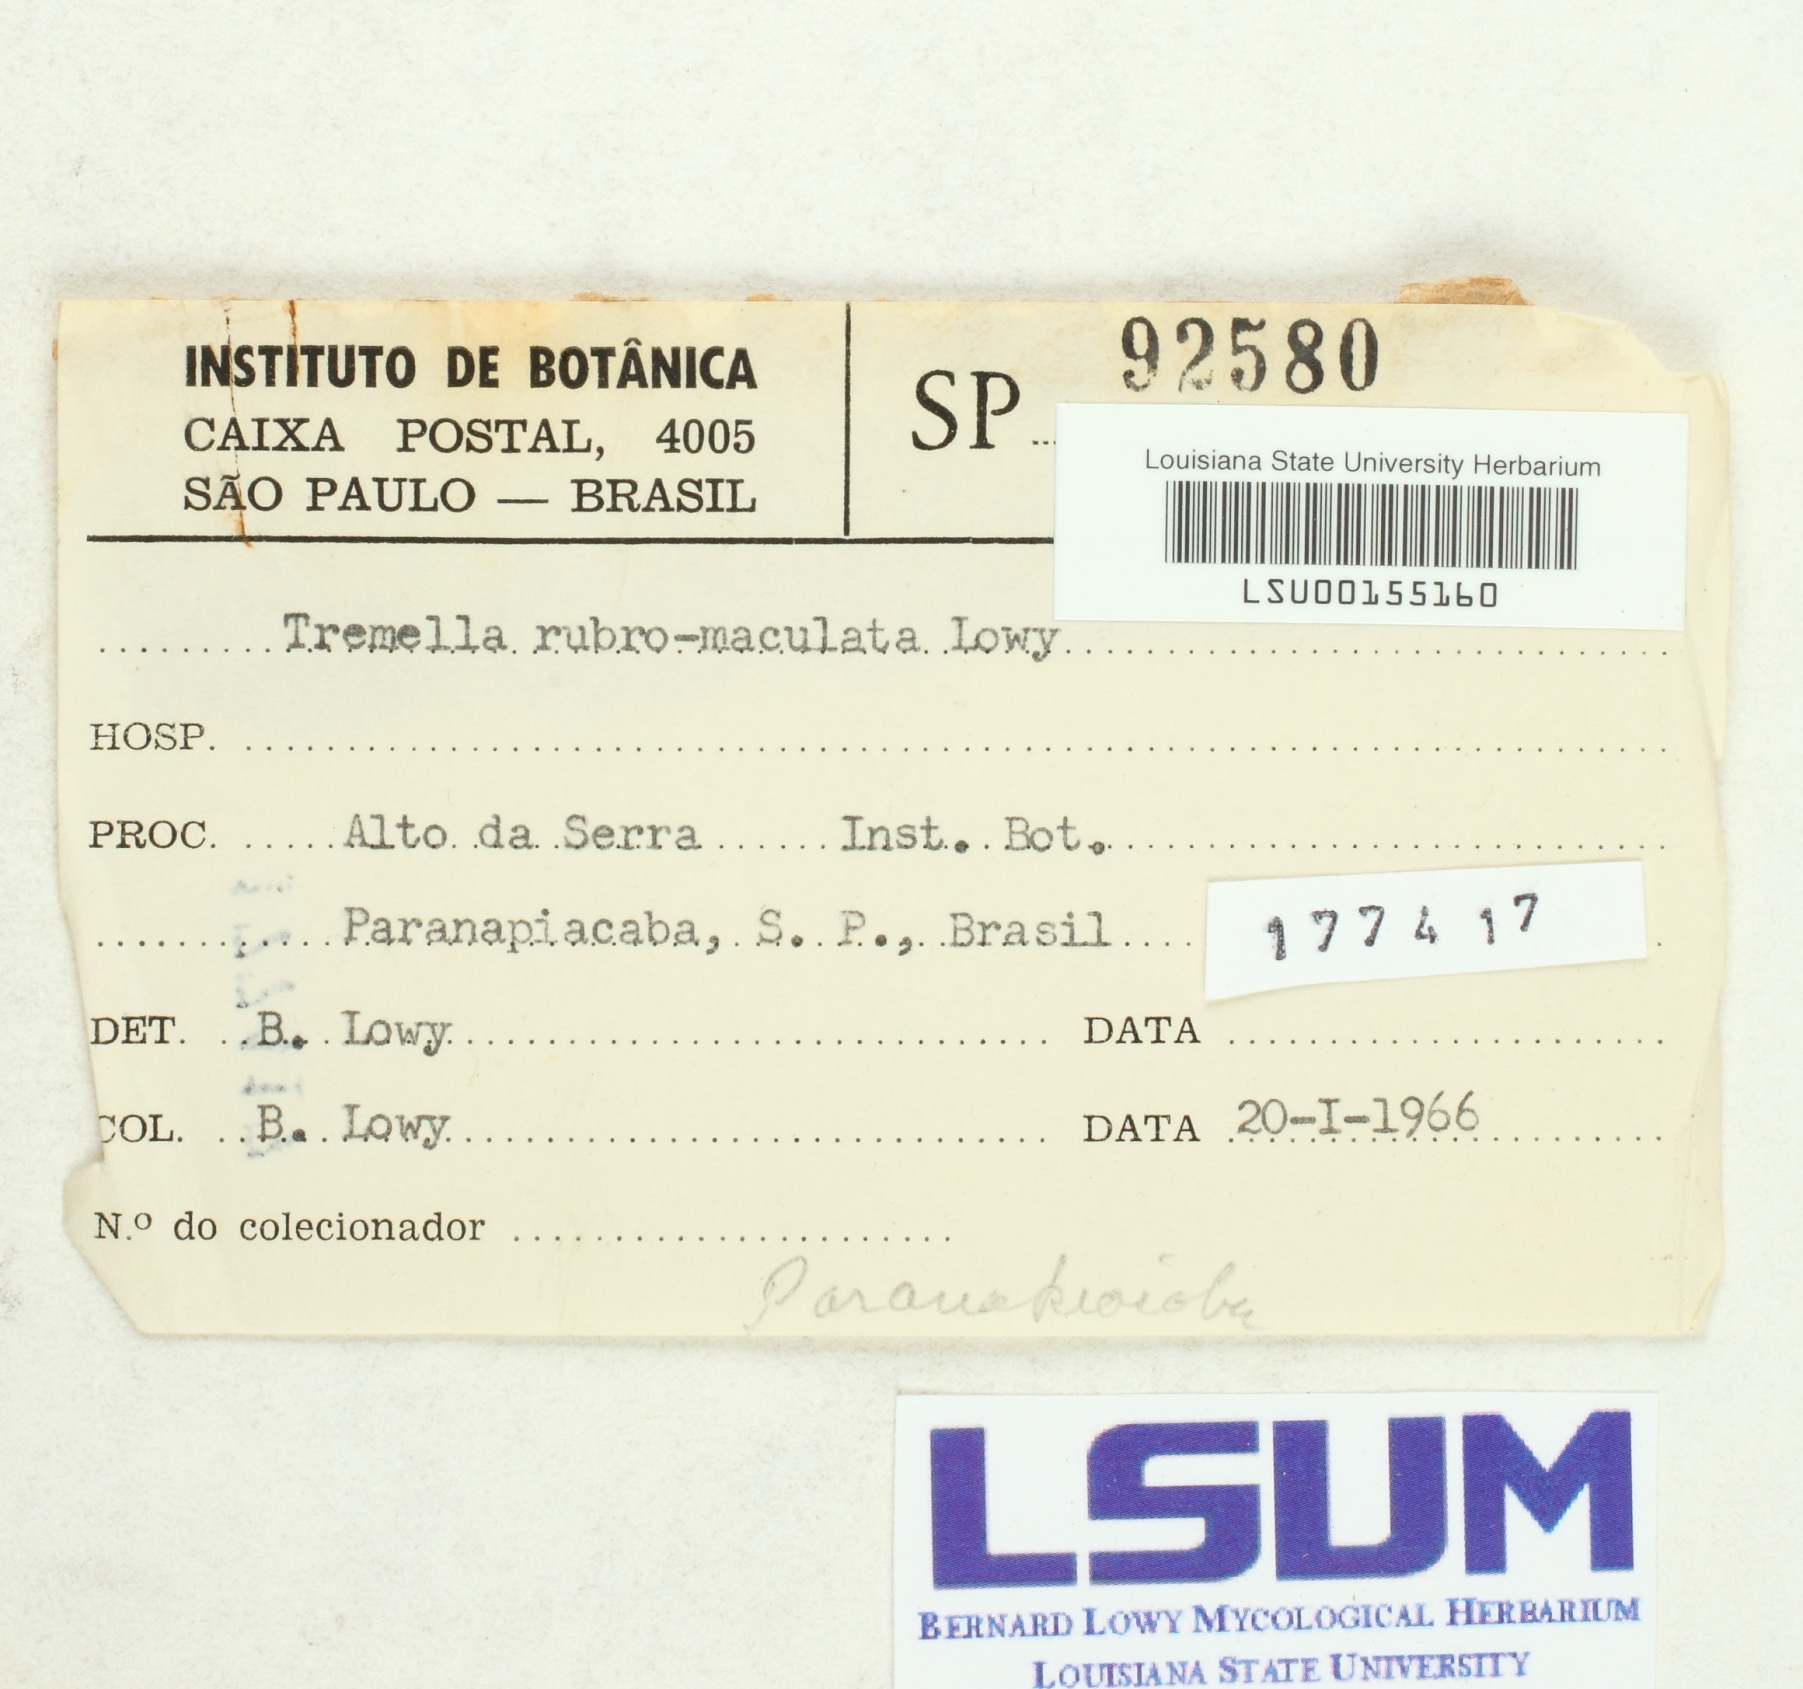 INSTITUTO DE BOTÂNICA
CAIXA POSTAL, 4005
SÃO PAULO — BRASIL
SP 92580
Louisiana State University Herbarium
LSU00155160
Tremella rubro-maculata Lowy
HOSP.
PROC. Alto da Serra Inst. Bot.
Paranapiacaba, S. P., Brasil
177417
DET. B. Lowy DATA
COL. B. Lowy DATA 20-I-1966
N.º do colecionador
LSUM
BERNARD LOWY MYCOLOGICAL HERBARIUM
LOUISIANA STATE UNIVERSITY